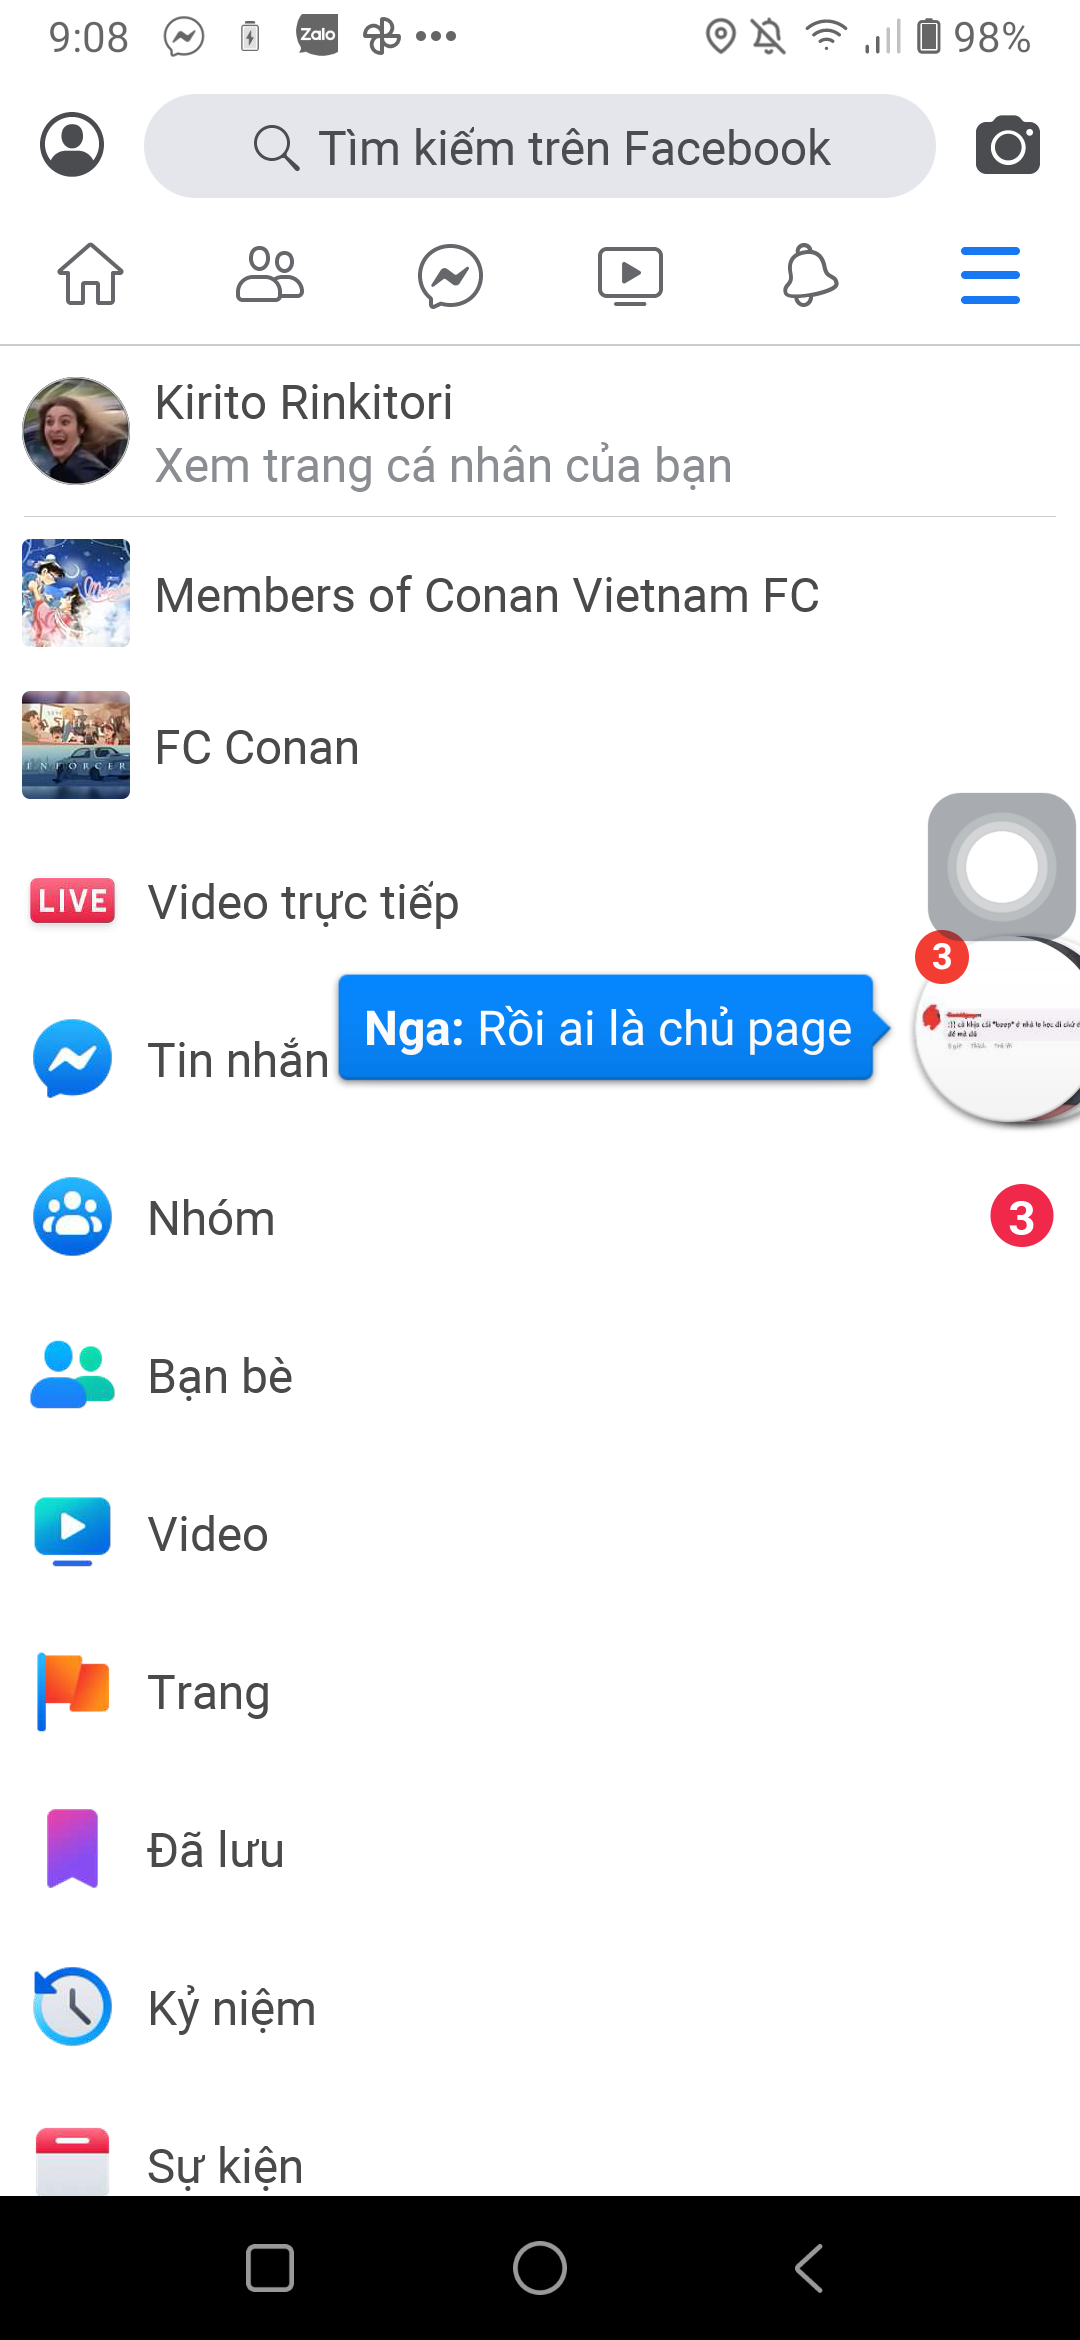 9:08 Zalo 98%
Tìm kiếm trên Facebook
Kirito Rinkitori
Xem trang cá nhân của bạn
Members of Conan Vietnam FC
ENFORCER
FC Conan
LIVE Video trực tiếp
3
Nga: Rồi ai là chủ page
Tin nhắn
Nhóm 3
Bạn bè
Video
Trang
Đã lưu
Kỷ niệm
Sự kiện